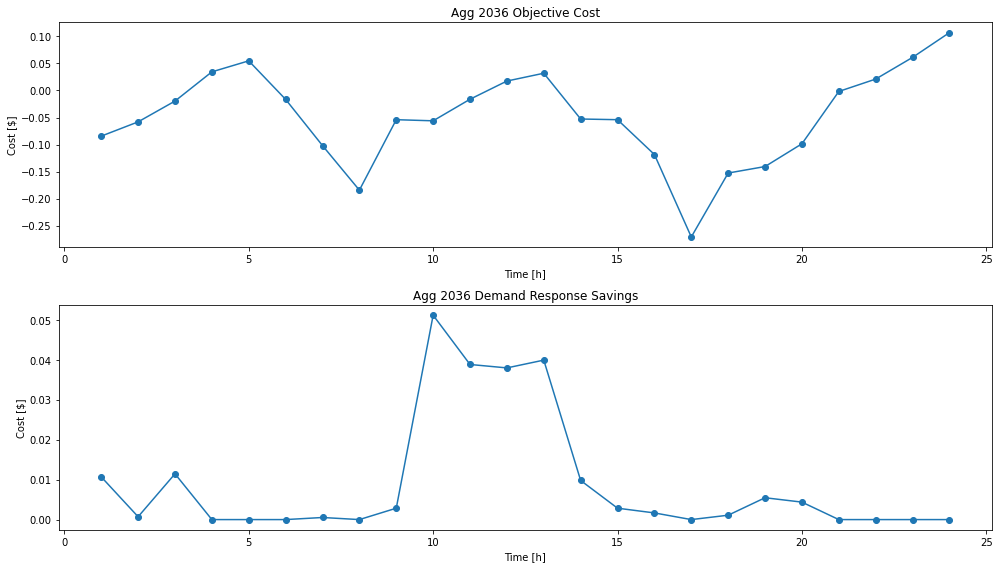 Agg 2036 Objective Cost
Cost [$]
0.10
0.05
0.00
−0.05
−0.10
−0.15
−0.20
−0.25
0 5 10 15 20 25
Time [h]
Agg 2036 Demand Response Savings
Cost [$]
0.05
0.04
0.03
0.02
0.01
0.00
0 5 10 15 20 25
Time [h]